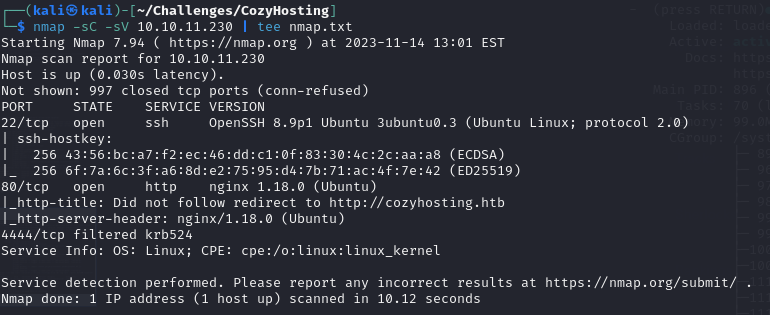 ┌──(kali㉿kali)-[~/Challenges/CozyHosting]
└─$ nmap -sC -sV 10.10.11.230 | tee nmap.txt
Starting Nmap 7.94 ( https://nmap.org ) at 2023-11-14 13:01 EST
Nmap scan report for 10.10.11.230
Host is up (0.030s latency).
Not shown: 997 closed tcp ports (conn-refused)
PORT     STATE    SERVICE VERSION
22/tcp   open     ssh     OpenSSH 8.9p1 Ubuntu 3ubuntu0.3 (Ubuntu Linux; protocol 2.0)
| ssh-hostkey:
|   256 43:56:bc:a7:f2:ec:46:dd:c1:0f:83:30:4c:2c:aa:a8 (ECDSA)
|_  256 6f:7a:6c:3f:a6:8d:e2:75:95:d4:7b:71:ac:4f:7e:42 (ED25519)
80/tcp   open     http    nginx 1.18.0 (Ubuntu)
|_http-title: Did not follow redirect to http://cozyhosting.htb
|_http-server-header: nginx/1.18.0 (Ubuntu)
4444/tcp filtered krb524
Service Info: OS: Linux; CPE: cpe:/o:linux:linux_kernel

Service detection performed. Please report any incorrect results at https://nmap.org/submit/ .
Nmap done: 1 IP address (1 host up) scanned in 10.12 seconds